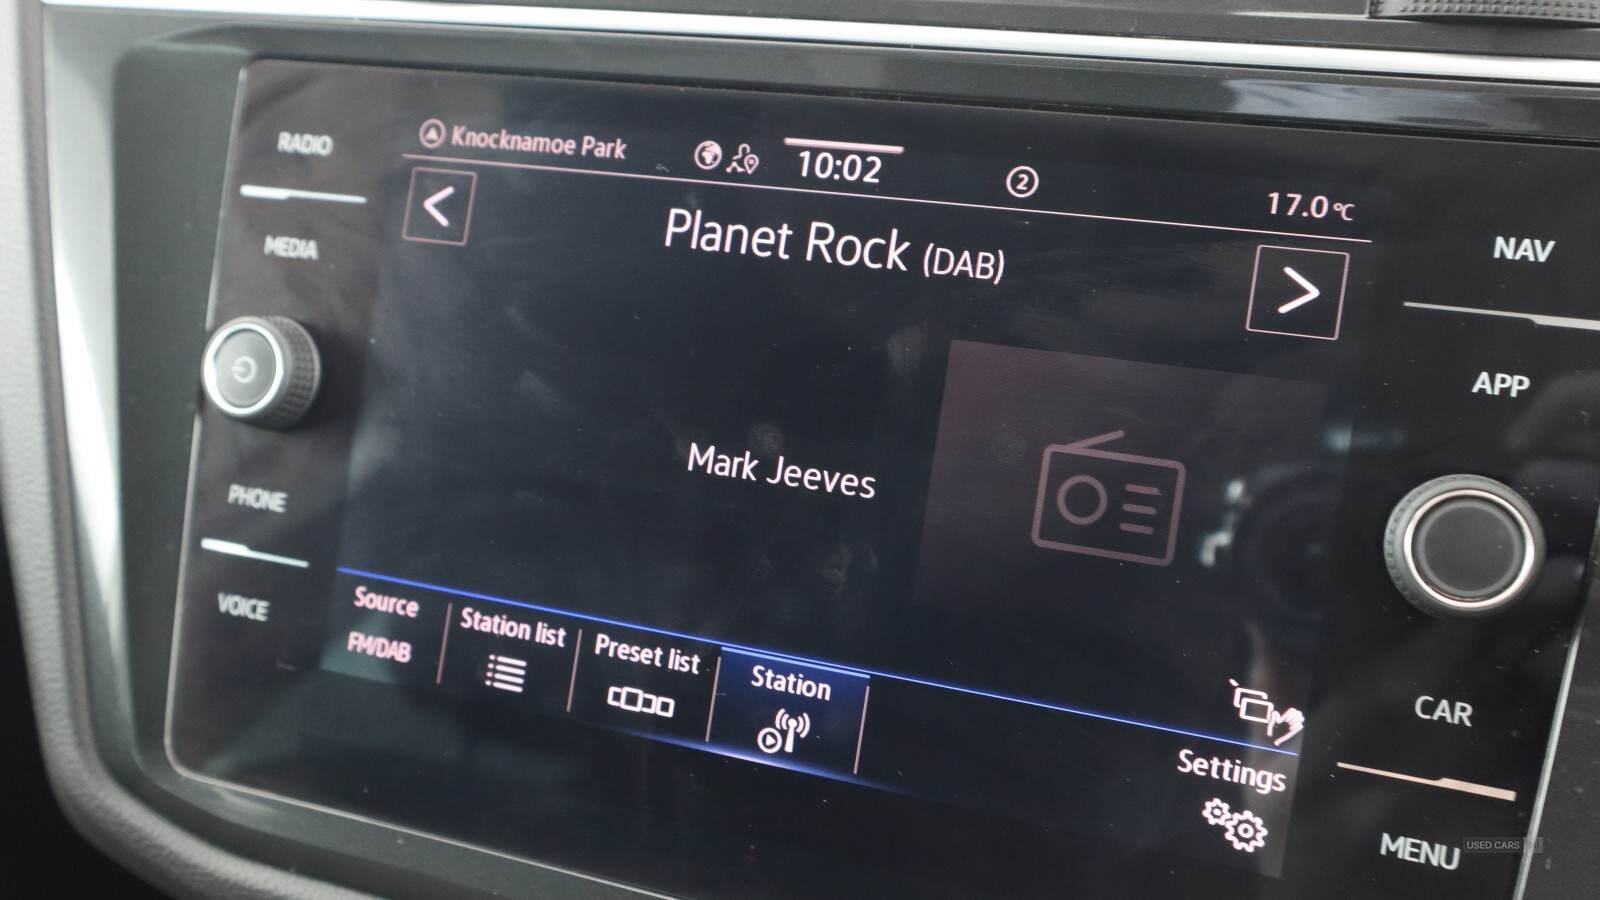 RADIO
MEDIA
PHONE
VOICE
Knocknamoe Park
10:02
2
17.0°C
<
Planet Rock (DAB)
>
Mark Jeeves
Source
FM/DAB
Station list
Preset list
Station
Settings
NAV
APP
CAR
MENU
USED CARS NI